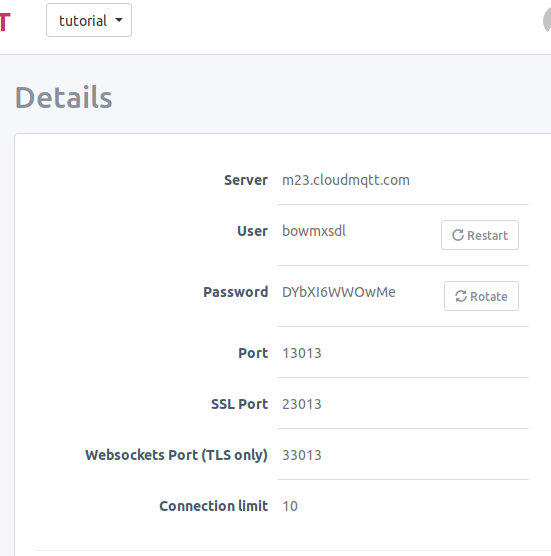 T tutorial
Details
Server m23.cloudmqtt.com
User bowmxsdl Restart
Password DYbXI6WWOwMe Rotate
Port 13013
SSL Port 23013
Websockets Port (TLS only) 33013
Connection limit 10